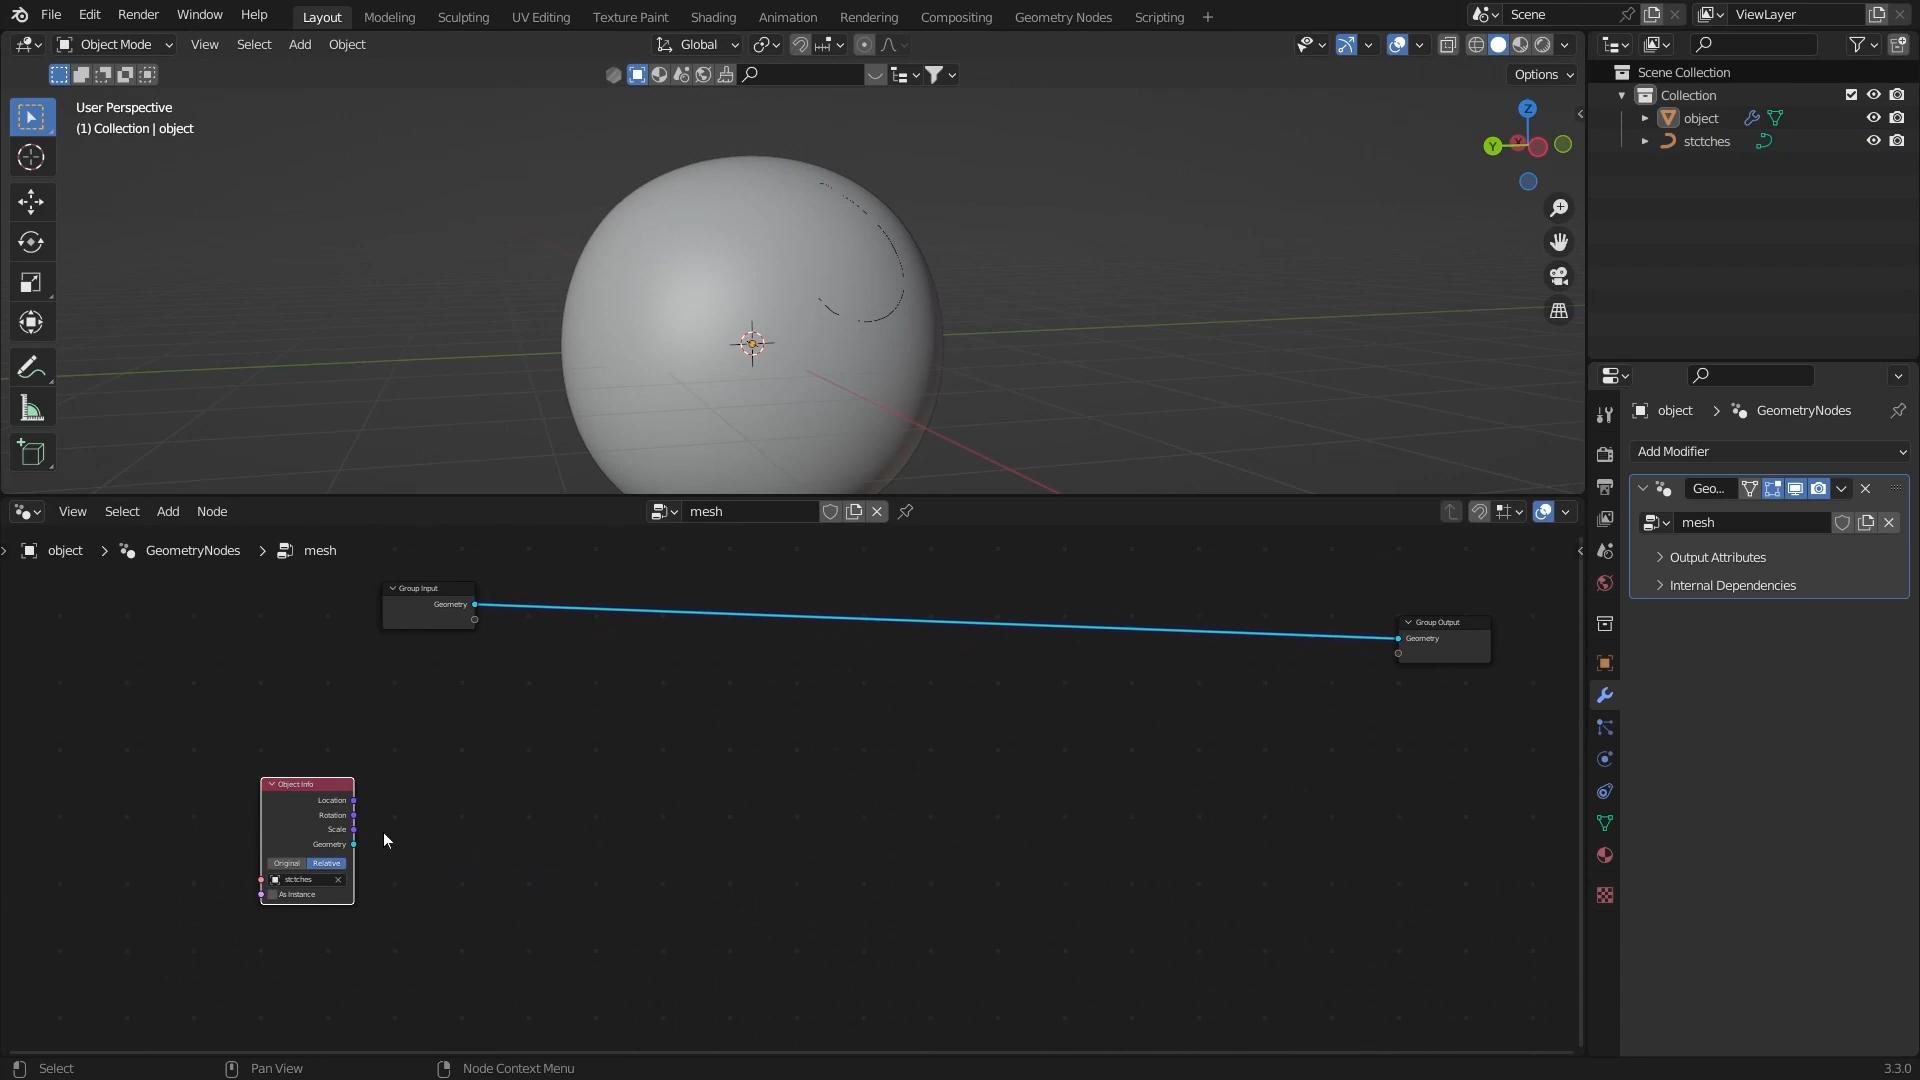 File Edit Render Window Help Layout Modeling Sculpting UV Editing Texture Paint Shading Animation Rendering Compositing Geometry Nodes Scripting Scene ViewLayer
Object Mode View Select Add Object Global
Options
User Perspective
(1) Collection | object
Z
Y
Scene Collection
Collection
object
stctches
object GeometryNodes
Add Modifier
Geo...
mesh
Output Attributes
Internal Dependencies
View Select Add Node mesh
object GeometryNodes mesh
Group Input
Geometry
Group Output
Geometry
Object Info
Location
Rotation
Scale
Geometry
Original Relative
stctches
As Instance
Select Pan View Node Context Menu 3.3.0